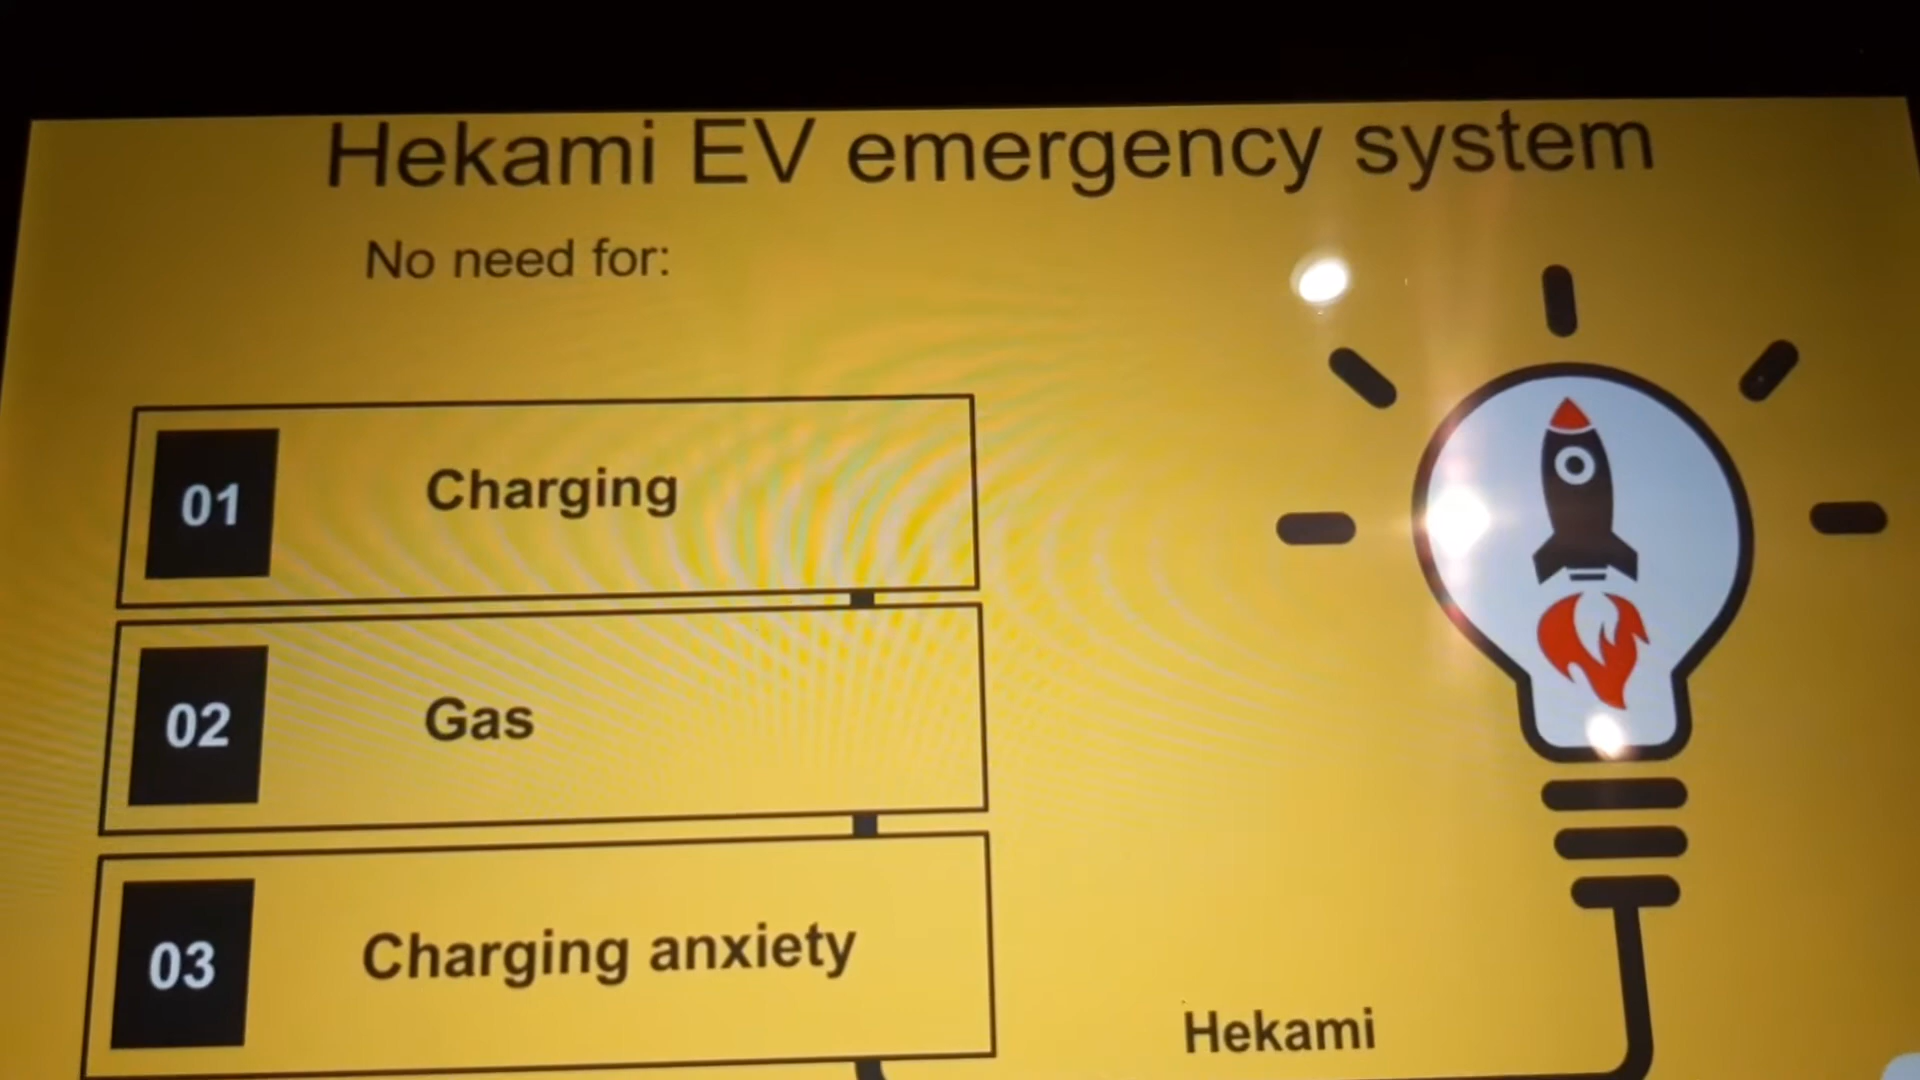 Hekami EV emergency system
No need for:
01 Charging
02 Gas
03 Charging anxiety
Hekami